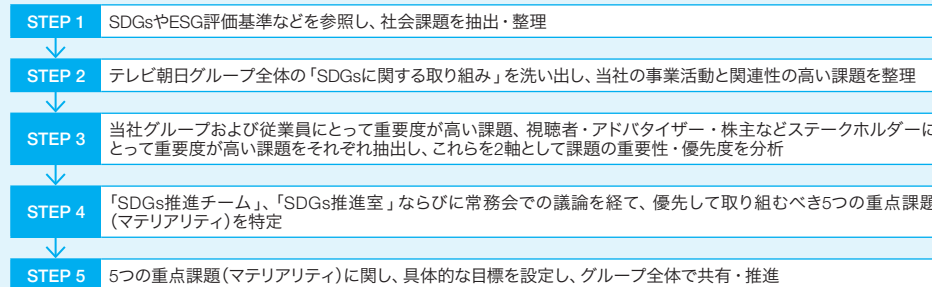 STEP 1 SDGsやESG評価基準などを参照し、社会課題を抽出・整理
STEP 2 テレビ朝日グループ全体の「SDGsに関する取り組み」を洗い出し、当社の事業活動と関連性の高い課題を整理
STEP 3 当社グループおよび従業員にとって重要度が高い課題、視聴者・アドバタイザー・株主などステークホルダーに
とって重要度が高い課題をそれぞれ抽出し、これらを2軸として課題の重要性・優先度を分析
STEP 4 「SDGs推進チーム」、「SDGs推進室」ならびに常務会での議論を経て、優先して取り組むべき5つの重点課題
（マテリアリティ）を特定
STEP 5 5つの重点課題（マテリアリティ）に関し、具体的な目標を設定し、グループ全体で共有・推進